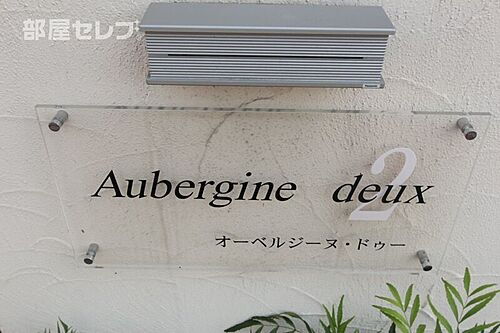 部屋セレブ
Aubergine deux 2
オーベルジーヌ・ドゥー